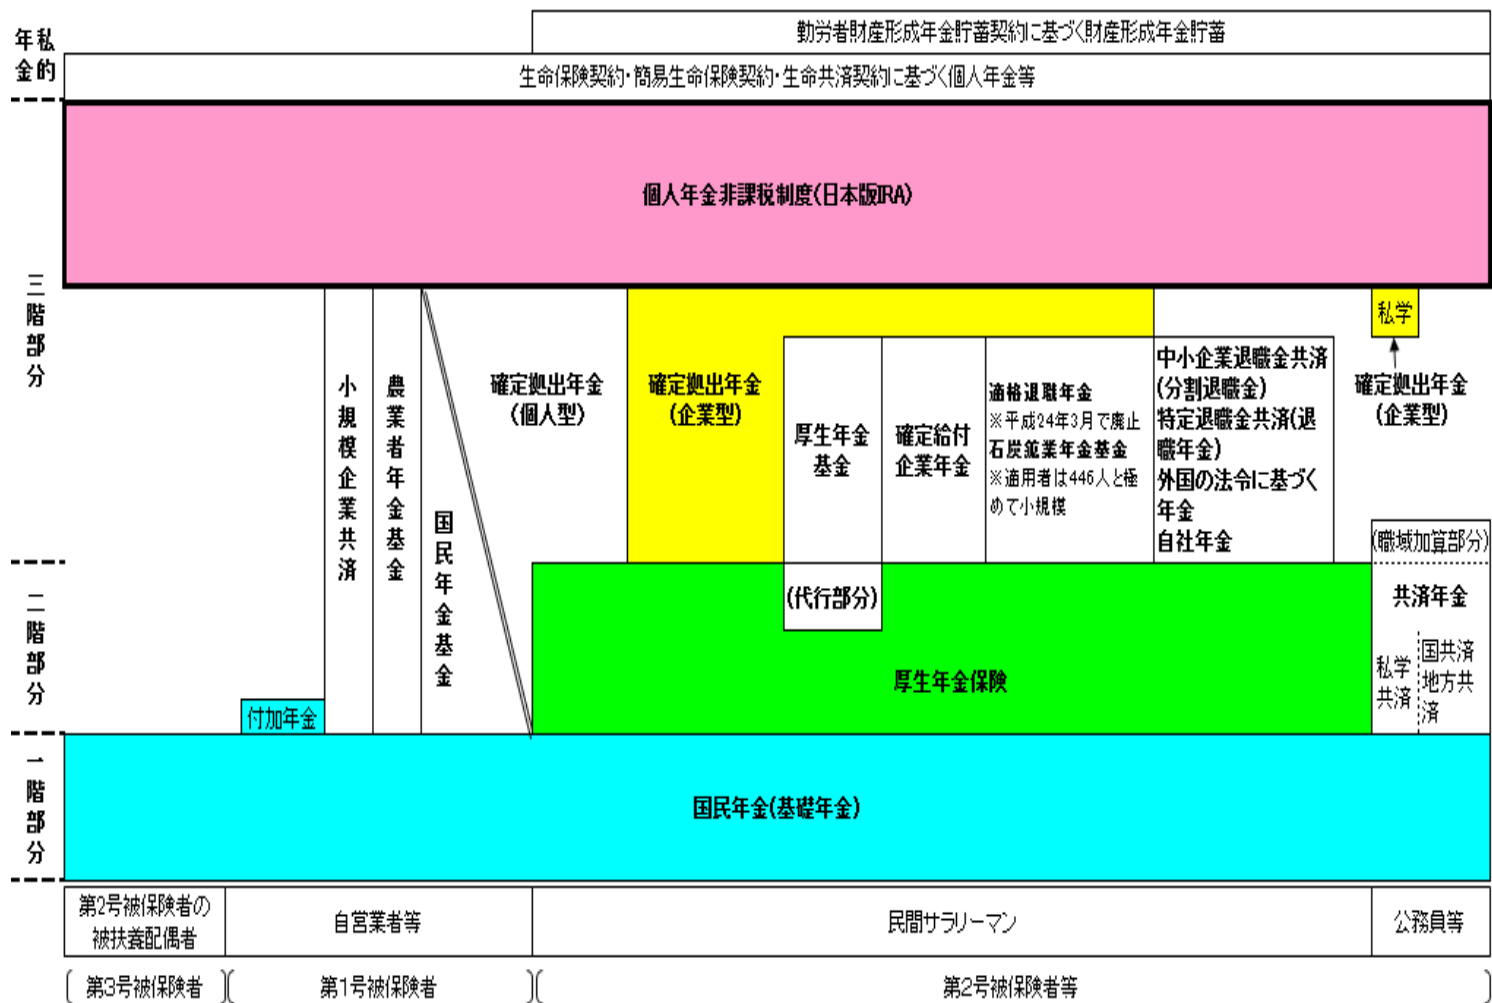 勤労者財産形成年金貯蓄契約に基づく財産形成年金貯蓄
私的
年金
生命保険契約・簡易生命保険契約・生命共済契約に基づく個人年金等
個人年金非課税制度(日本版IRA)
三階部分
小規模企業共済
農業者年金基金
国民年金基金
確定拠出年金
(個人型)
確定拠出年金
(企業型)
厚生年金
基金
確定給付
企業年金
適格退職年金
※平成24年3月で廃止
石炭鉱業年金基金
※適用者は446人と極
めて小規模
中小企業退職金共済
(分割退職金)
特定退職金共済(退
職年金)
外国の法令に基づく
年金
自社年金
私学
確定拠出年金
(企業型)
(職域加算部分)
二階部分
(代行部分)
共済年金
厚生年金保険
私学
共済
国共済
地方共
済
付加年金
一階部分
国民年金(基礎年金)
第2号被保険者の
被扶養配偶者
自営業者等
民間サラリーマン
公務員等
第3号被保険者
第1号被保険者
第2号被保険者等